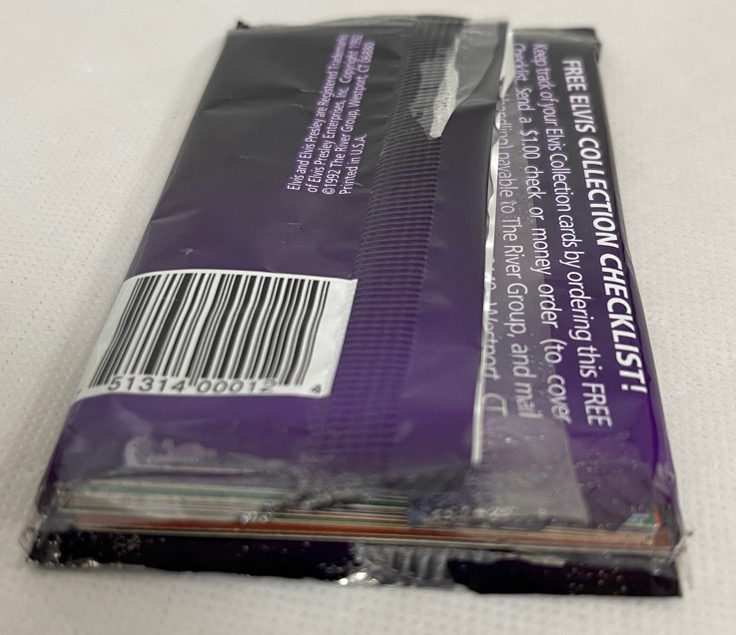 FREE ELVIS COLLECTION CHECKLIST!
Keep track of your Elvis Collection cards by ordering this FREE
Checklist. Send a $1.00 check or money order (to cover
handling) payable to The River Group, and mail
Westport, CT
Elvis and Elvis Presley are Registered Trademarks
of Elvis Presley Enterprises, Inc. Copyright 1992
©1992 The River Group, Westport, CT 06880
Printed in U.S.A.
51314 00012 4